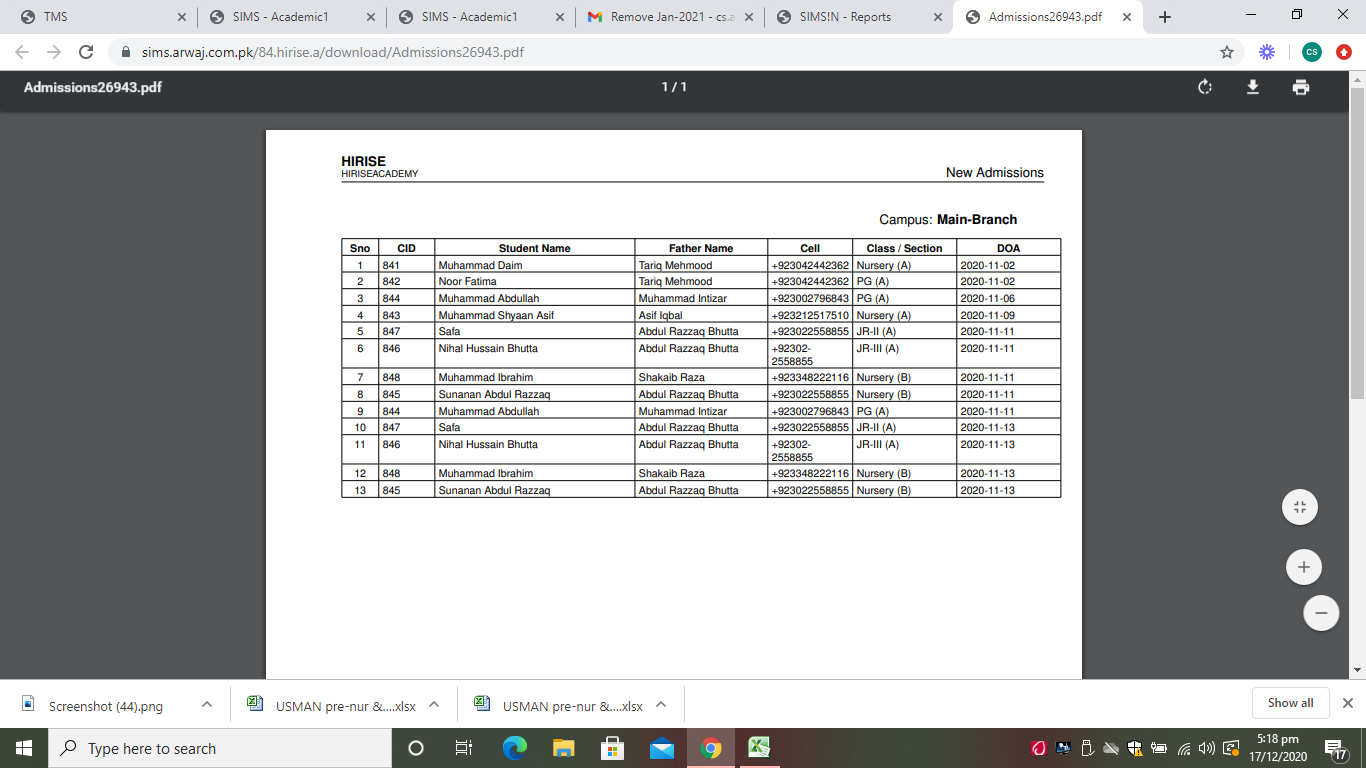 TMS SIMS - Academic1 SIMS - Academic1 Remove Jan-2021 - cs.a SIMS!N - Reports Admissions26943.pdf
sims.arwaj.com.pk/84.hirise.a/download/Admissions26943.pdf CS
Admissions26943.pdf 1 / 1
HIRISE
HIRISEACADEMY New Admissions
Campus: Main-Branch
Sno CID Student Name Father Name Cell Class / Section DOA
1 841 Muhammad Daim Tariq Mehmood +923042442362 Nursery (A) 2020-11-02
2 842 Noor Fatima Tariq Mehmood +923042442362 PG (A) 2020-11-02
3 844 Muhammad Abdullah Muhammad Intizar +923002796843 PG (A) 2020-11-06
4 843 Muhammad Shyaan Asif Asif Iqbal +923212517510 Nursery (A) 2020-11-09
5 847 Safa Abdul Razzaq Bhutta +923022558855 JR-II (A) 2020-11-11
6 846 Nihal Hussain Bhutta Abdul Razzaq Bhutta +92302- JR-III (A) 2020-11-11
2558855
7 848 Muhammad Ibrahim Shakaib Raza +923348222116 Nursery (B) 2020-11-11
8 845 Sunanan Abdul Razzaq Abdul Razzaq Bhutta +923022558855 Nursery (B) 2020-11-11
9 844 Muhammad Abdullah Muhammad Intizar +923002796843 PG (A) 2020-11-11
10 847 Safa Abdul Razzaq Bhutta +923022558855 JR-II (A) 2020-11-13
11 846 Nihal Hussain Bhutta Abdul Razzaq Bhutta +92302- JR-III (A) 2020-11-13
2558855
12 848 Muhammad Ibrahim Shakaib Raza +923348222116 Nursery (B) 2020-11-13
13 845 Sunanan Abdul Razzaq Abdul Razzaq Bhutta +923022558855 Nursery (B) 2020-11-13
Screenshot (44).png USMAN pre-nur &....xlsx USMAN pre-nur &....xlsx Show all
Type here to search 5:18 pm
17/12/2020 17